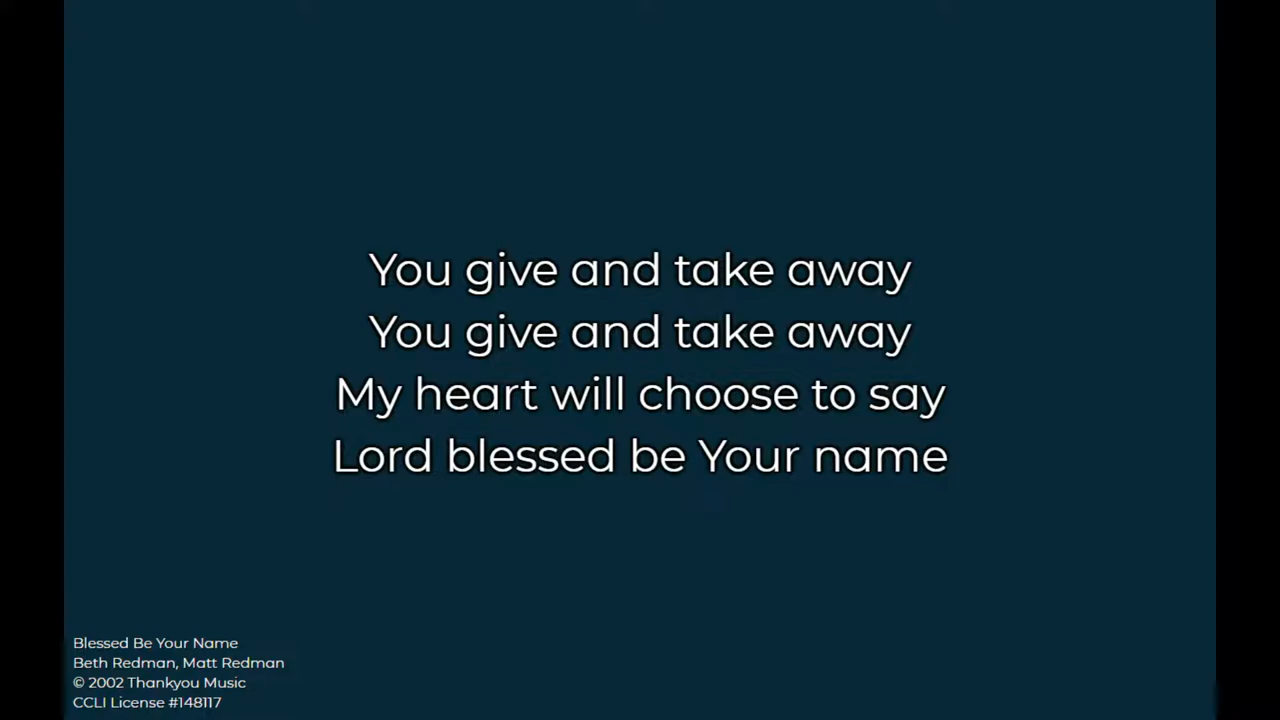 You give and take away
You give and take away
My heart will choose to say
Lord blessed be Your name
Blessed Be Your Name
Beth Redman, Matt Redman
© 2002 Thankyou Music
CCLI License #148117